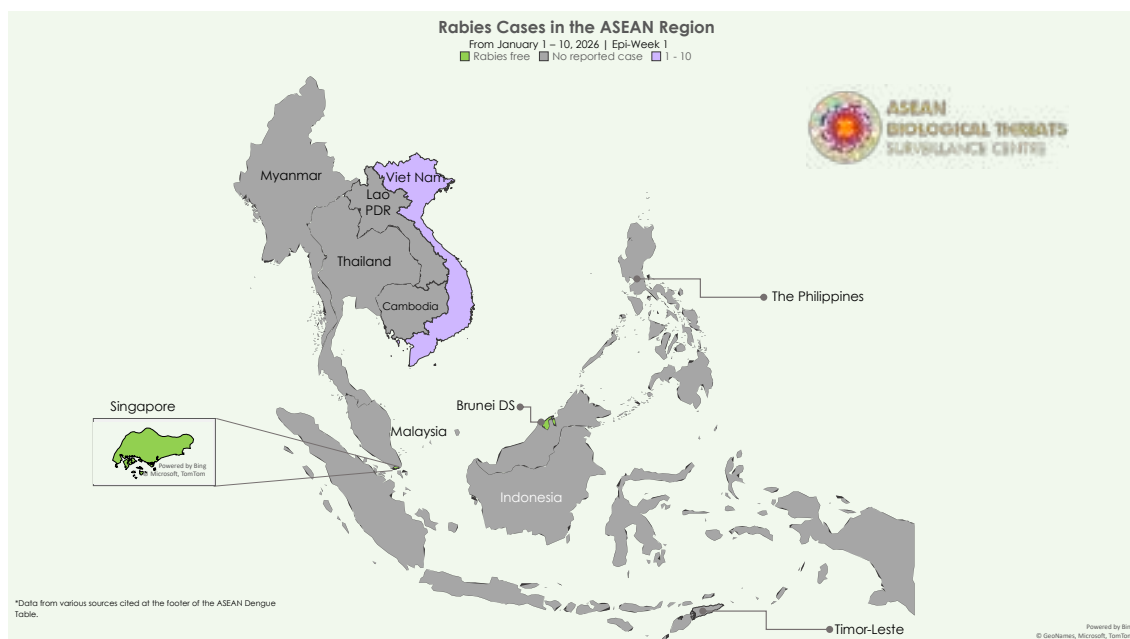 Rabies Cases in the ASEAN Region
From January 1 – 10, 2026 | Epi-Week 1
Rabies free No reported case 1 - 10
ASEAN
BIOLOGICAL THREATS
SURVEILLANCE CENTRE
Myanmar
Viet Nam
Lao
PDR
Thailand
Cambodia
The Philippines
Singapore
Brunei DS
Malaysia
Powered by Bing
© Microsoft, TomTom
Indonesia
*Data from various sources cited at the footer of the ASEAN Dengue
Table.
Timor-Leste
Powered by Bing
© GeoNames, Microsoft, TomTom